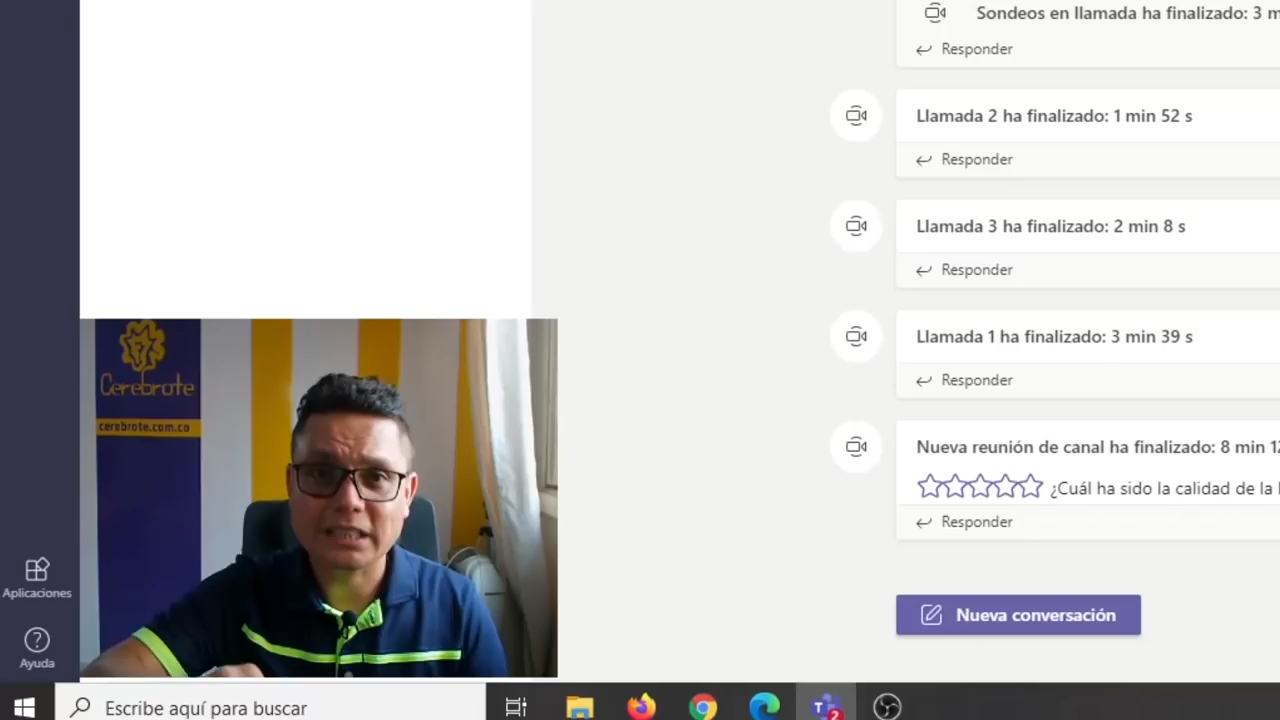 Sondeos en llamada ha finalizado: 3 m
Responder
Llamada 2 ha finalizado: 1 min 52 s
Responder
Llamada 3 ha finalizado: 2 min 8 s
Responder
Llamada 1 ha finalizado: 3 min 39 s
Responder
Nueva reunión de canal ha finalizado: 8 min 12
¿Cuál ha sido la calidad de la l
Responder
Nueva conversación
Cerebrote
cerebrote.com.co
Aplicaciones
Ayuda
Escribe aquí para buscar
T 2